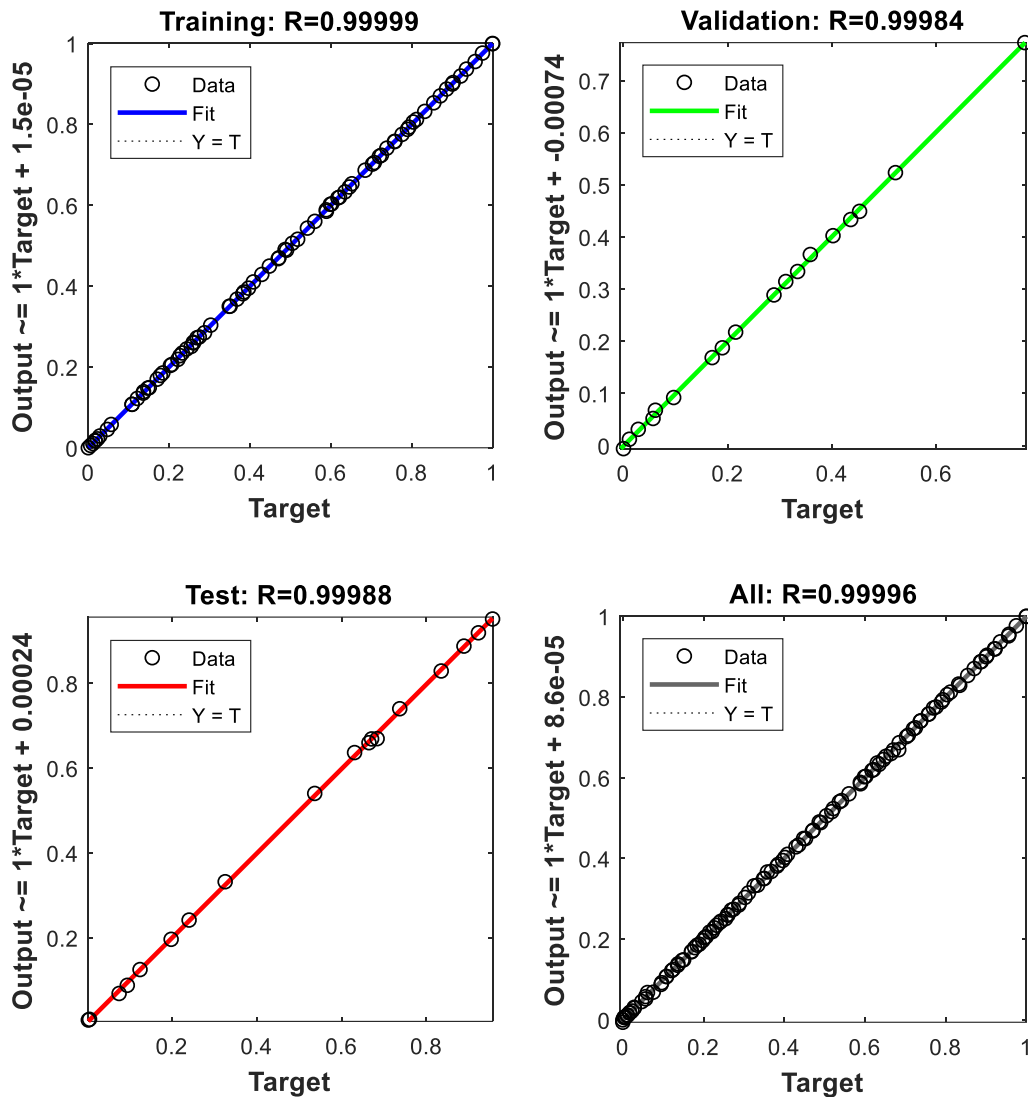 Training: R=0.99999
Output ~= 1*Target + 1.5e-05
1
0.8
0.6
0.4
0.2
0
Data
Fit
Y = T
0 0.2 0.4 0.6 0.8 1
Target
Validation: R=0.99984
Output ~= 1*Target + -0.00074
0.7
0.6
0.5
0.4
0.3
0.2
0.1
0
Data
Fit
Y = T
0 0.2 0.4 0.6
Target
Test: R=0.99988
Output ~= 1*Target + 0.00024
0.8
0.6
0.4
0.2
Data
Fit
Y = T
0.2 0.4 0.6 0.8
Target
All: R=0.99996
Output ~= 1*Target + 8.6e-05
1
0.8
0.6
0.4
0.2
0
Data
Fit
Y = T
0 0.2 0.4 0.6 0.8 1
Target